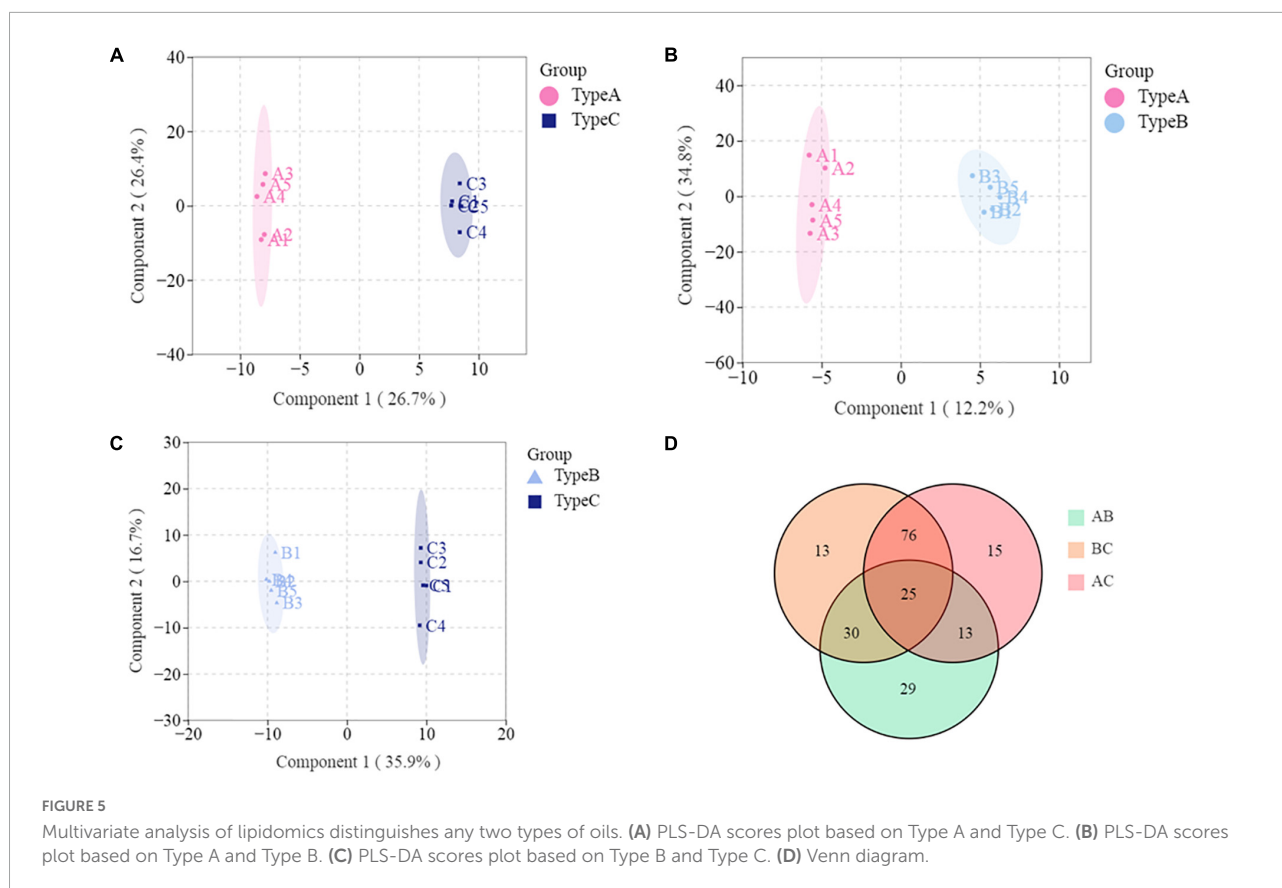 A
40
20
0
−20
−40
−10
−5
0
5
10
Component 2 ( 26.4% )
Component 1 ( 26.7% )
A3
A5
A4
A2
A1
C3
C1
C5
C4
Group
TypeA
TypeC
B
40
20
0
−20
−40
−60
−10
−5
0
5
10
Component 2 ( 34.8% )
Component 1 ( 12.2% )
A1
A2
A4
A5
A3
B3
B5
B4
B2
Group
TypeA
TypeB
C
30
20
10
0
−10
−20
−30
−20
−10
0
10
20
Component 2 ( 16.7% )
Component 1 ( 35.9% )
B1
B5
B3
C3
C2
C1
C4
Group
TypeB
TypeC
D
13
76
15
25
30
13
29
AB
BC
AC
FIGURE 5
Multivariate analysis of lipidomics distinguishes any two types of oils. (A) PLS-DA scores plot based on Type A and Type C. (B) PLS-DA scores
plot based on Type A and Type B. (C) PLS-DA scores plot based on Type B and Type C. (D) Venn diagram.